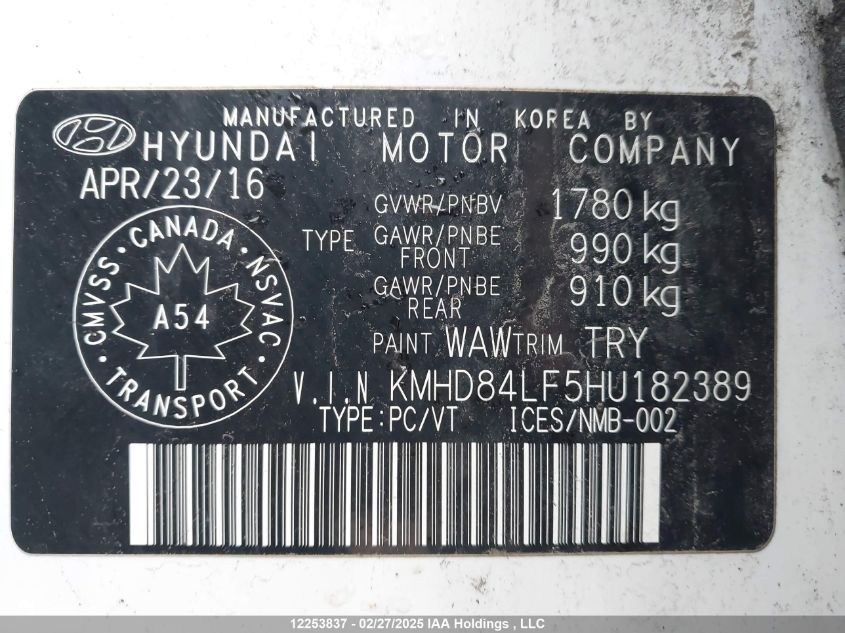 MANUFACTURED IN KOREA BY
HYUNDAI MOTOR COMPANY
APR/23/16
GVWR/PNBV 1780 kg
TYPE GAWR/PNBE FRONT 990 kg
GAWR/PNBE REAR 910 kg
PAINT WAW TRIM TRY
V.I.N KMHD84LF5HU182389
TYPE:PC/VT ICES/NMB-002
CMVSS · CANADA · NSVAC · TRANSPORT ·
A54
12253837 - 02/27/2025 IAA Holdings , LLC